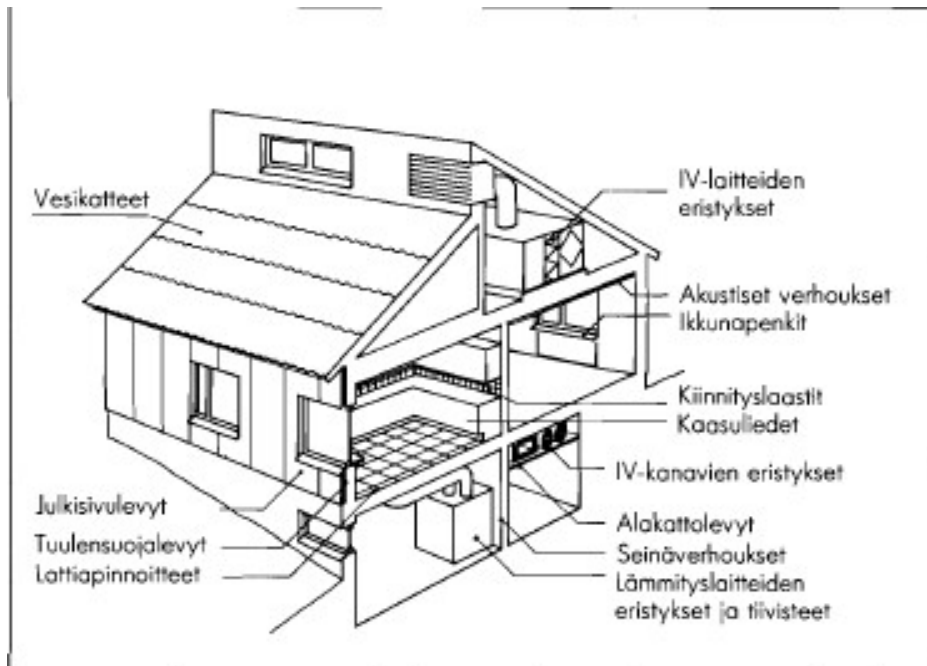 Vesikatteet
IV-laitteiden
eristykset
Akustiset verhoukset
Ikkunapenkit
Kiinnityslaastit
Kaasuliedet
IV-kanavien eristykset
Julkisivulevyt
Tuulensuojalevyt
Lattiapinnoitteet
Alakattolevyt
Seinäverhoukset
Lämmityslaitteiden
eristykset ja tiivisteet